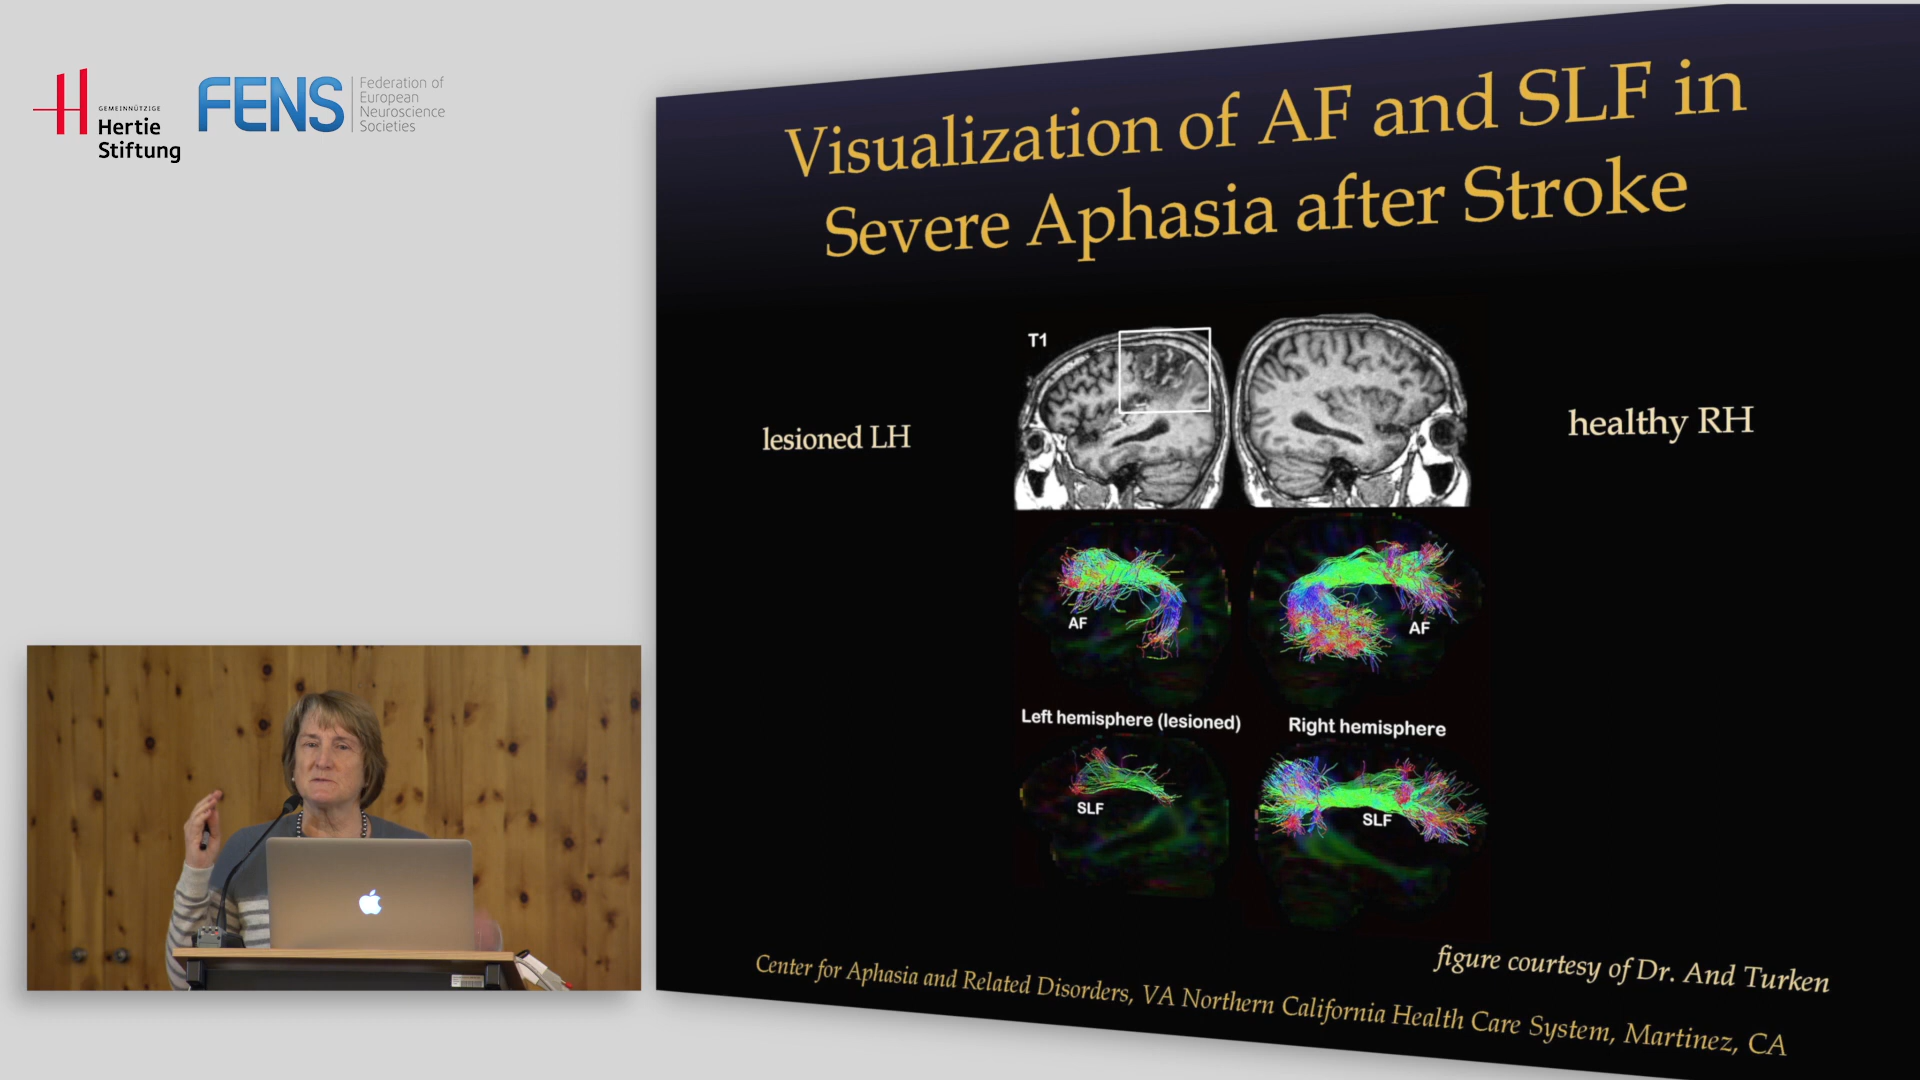 GEMEINNÜTZIGE
Hertie
Stiftung
FENS
Federation of
European
Neuroscience
Societies
Visualization of AF and SLF in
Severe Aphasia after Stroke
T1
lesioned LH
healthy RH
AF
AF
Left hemisphere (lesioned)
Right hemisphere
SLF
SLF
figure courtesy of Dr. And Turken
Center for Aphasia and Related Disorders, VA Northern California Health Care System, Martinez, CA